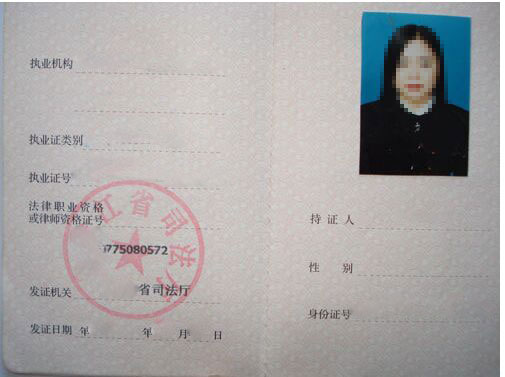 执业机构
执业证类别
执业证号
法律职业资格
或律师资格证号
775080572
发证机关 省司法厅
发证日期 年 年 月 日
江省司法厅
持证人
性别
身份证号